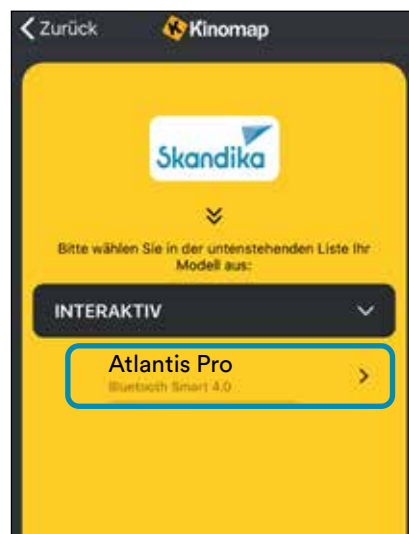 Zurück
Kinomap
Skandika
Bitte wählen Sie in der untenstehenden Liste Ihr
Modell aus:
INTERAKTIV
Atlantis Pro
Bluetooth Smart 4.0